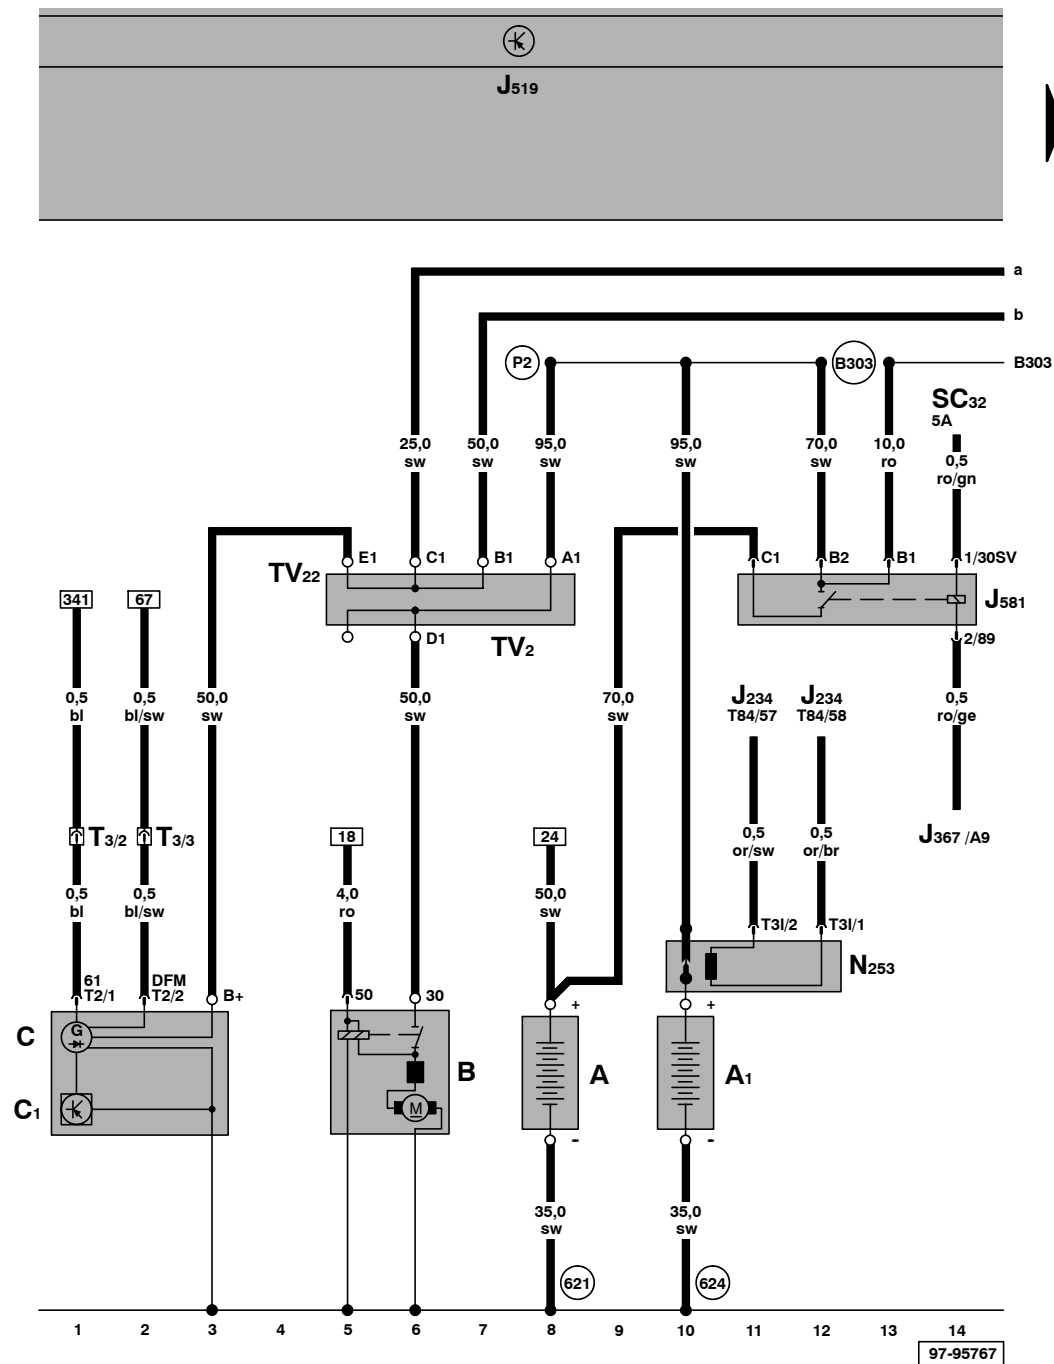 J519
a
b
P2
B303
B303
SC32
5A
25,0
sw
50,0
sw
95,0
sw
95,0
sw
70,0
sw
10,0
ro
0,5
ro/gn
E1
C1
B1
A1
C1
B2
B1
1/30SV
TV22
J581
341
67
D1
TV2
2/89
0,5
bl
0,5
bl/sw
50,0
sw
50,0
sw
70,0
sw
J234
T84/57
J234
T84/58
0,5
ro/ge
T3/2
T3/3
18
24
0,5
or/sw
0,5
or/br
J367 /A9
0,5
bl
0,5
bl/sw
4,0
ro
50,0
sw
T3I/2
T3I/1
N253
61
T2/1
DFM
T2/2
B+
50
30
+
+
C
G
B
A
A1
C1
M
-
-
35,0
sw
35,0
sw
621
624
1 2 3 4 5 6 7 8 9 10 11 12 13 14
97-95767